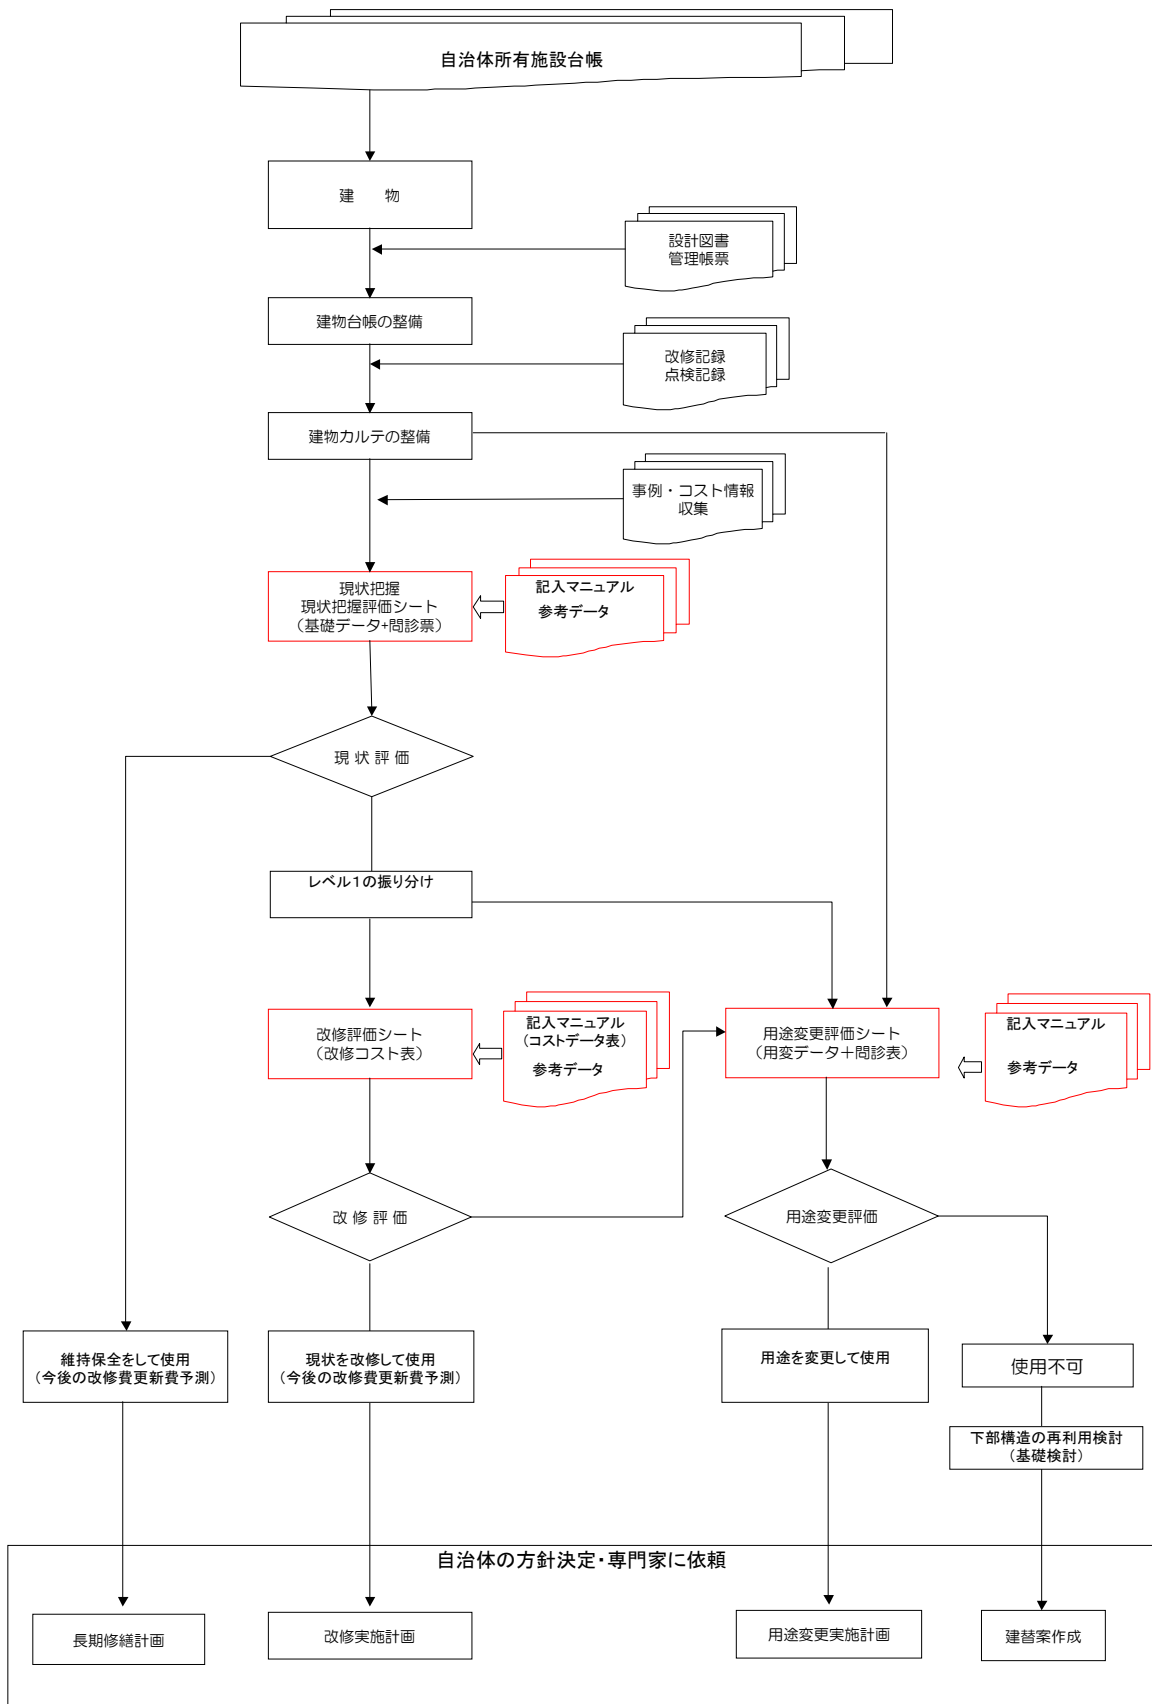 自治体所有施設台帳
建　物
設計図書
管理帳票
建物台帳の整備
改修記録
点検記録
建物カルテの整備
事例・コスト情報
収集
現状把握
現状把握評価シート
（基礎データ+問診票）
記入マニュアル
参考データ
現 状 評 価
レベル１の振り分け
改修評価シート
（改修コスト表）
記入マニュアル
（コストデータ表）
参考データ
用途変更評価シート
（用変データ＋問診表）
記入マニュアル
参考データ
改 修 評 価
用途変更評価
維持保全をして使用
（今後の改修費更新費予測）
現状を改修して使用
（今後の改修費更新費予測）
用途を変更して使用
使用不可
下部構造の再利用検討
（基礎検討）
自治体の方針決定・専門家に依頼
長期修繕計画
改修実施計画
用途変更実施計画
建替案作成